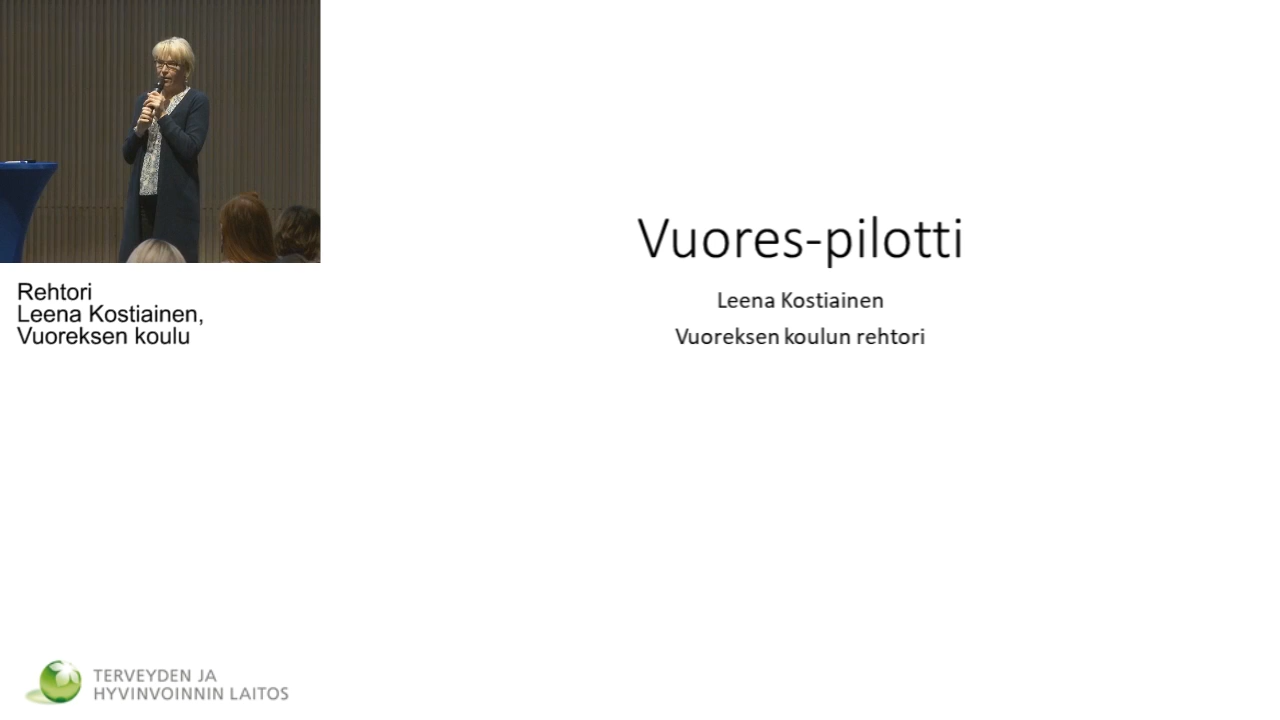 Rehtori
Leena Kostiainen,
Vuoreksen koulu
Vuores-pilotti
Leena Kostiainen
Vuoreksen koulun rehtori
TERVEYDEN JA
HYVINVOINNIN LAITOS